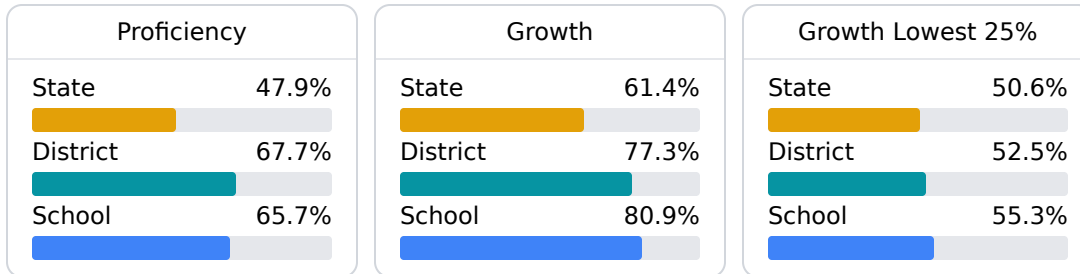 Proficiency
State 47.9%
District 67.7%
School 65.7%
Growth
State 61.4%
District 77.3%
School 80.9%
Growth Lowest 25%
State 50.6%
District 52.5%
School 55.3%